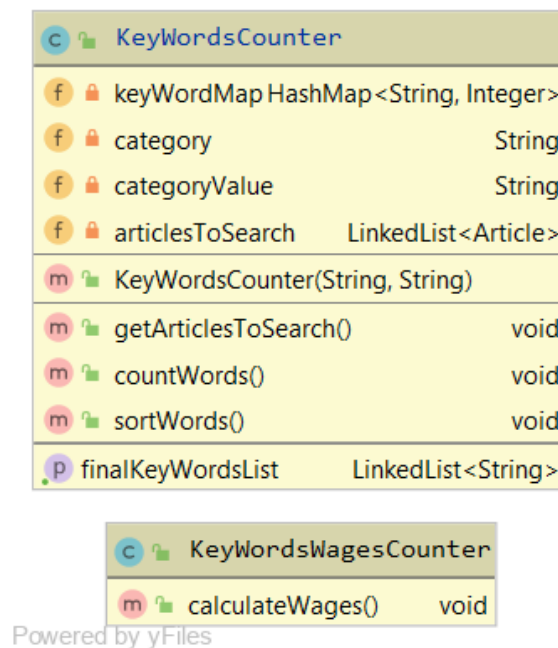 C KeyWordsCounter
f keyWordMap HashMap<String, Integer>
f category String
f categoryValue String
f articlesToSearch LinkedList<Article>
m KeyWordsCounter(String, String)
m getArticlesToSearch() void
m countWords() void
m sortWords() void
p finalKeyWordsList LinkedList<String>
C KeyWordsWagesCounter
m calculateWages() void
Powered by yFiles